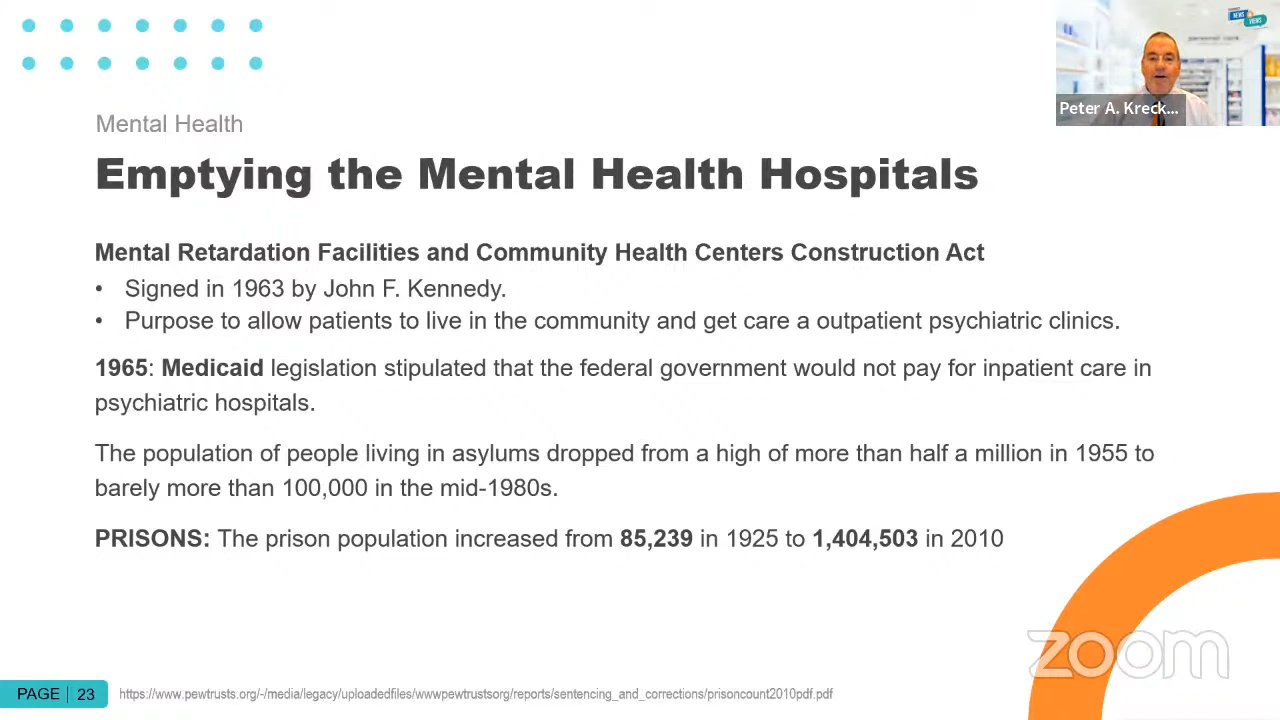 NEWS
VIEWS
Peter A. Kreck...
Mental Health
Emptying the Mental Health Hospitals
Mental Retardation Facilities and Community Health Centers Construction Act
• Signed in 1963 by John F. Kennedy.
• Purpose to allow patients to live in the community and get care a outpatient psychiatric clinics.
1965: Medicaid legislation stipulated that the federal government would not pay for inpatient care in
psychiatric hospitals.
The population of people living in asylums dropped from a high of more than half a million in 1955 to
barely more than 100,000 in the mid-1980s.
PRISONS: The prison population increased from 85,239 in 1925 to 1,404,503 in 2010
zoom
PAGE | 23
https://www.pewtrusts.org/-/media/legacy/uploadedfiles/wwwpewtrustsorg/reports/sentencing_and_corrections/prisoncount2010pdf.pdf